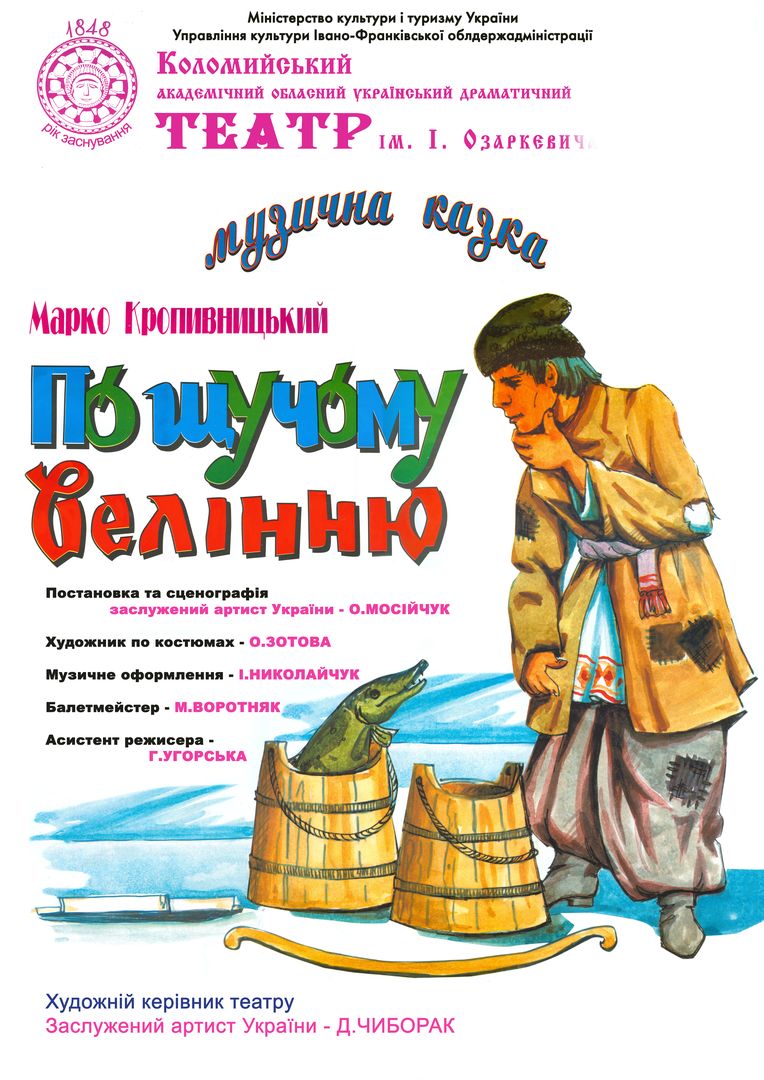 Міністерство культури і туризму України
Управління культури Івано-Франківської облдержадміністрації
1848
рік заснування
Коломийський
академічний обласний український драматичний
ТЕАТР ім. І. Озаркевича
музична казка
Марко Кропивницький
По щучому
велінню
Постановка та сценографія
заслужений артист України - О.МОСІЙЧУК
Художник по костюмах - О.ЗОТОВА
Музичне оформлення - І.НИКОЛАЙЧУК
Балетмейстер - М.ВОРОТНЯК
Асистент режисера -
Г.УГОРСЬКА
Художній керівник театру
Заслужений артист України - Д.ЧИБОРАК